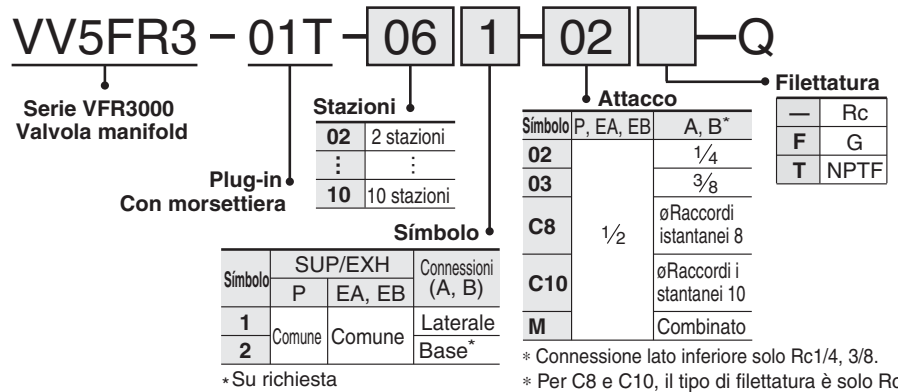 VV5FR3 - 01T - 06 1 - 02 - Q
Serie VFR3000
Valvola manifold
Plug-in
Con morsettiera
Stazioni
02 2 stazioni
⋮ ⋮
10 10 stazioni
Símbolo
Símbolo SUP/EXH Connessioni (A, B)
P EA, EB
1 Comune Comune Laterale
2 Base*
*Su richiesta
Attacco
Símbolo P, EA, EB A, B*
02 1/2 1/4
03 3/8
C8 øRaccordi
istantanei 8
C10 øRaccordi i
stantanei 10
M Combinato
* Connessione lato inferiore solo Rc1/4, 3/8.
* Per C8 e C10, il tipo di filettatura è solo Rc
Filettatura
— Rc
F G
T NPTF